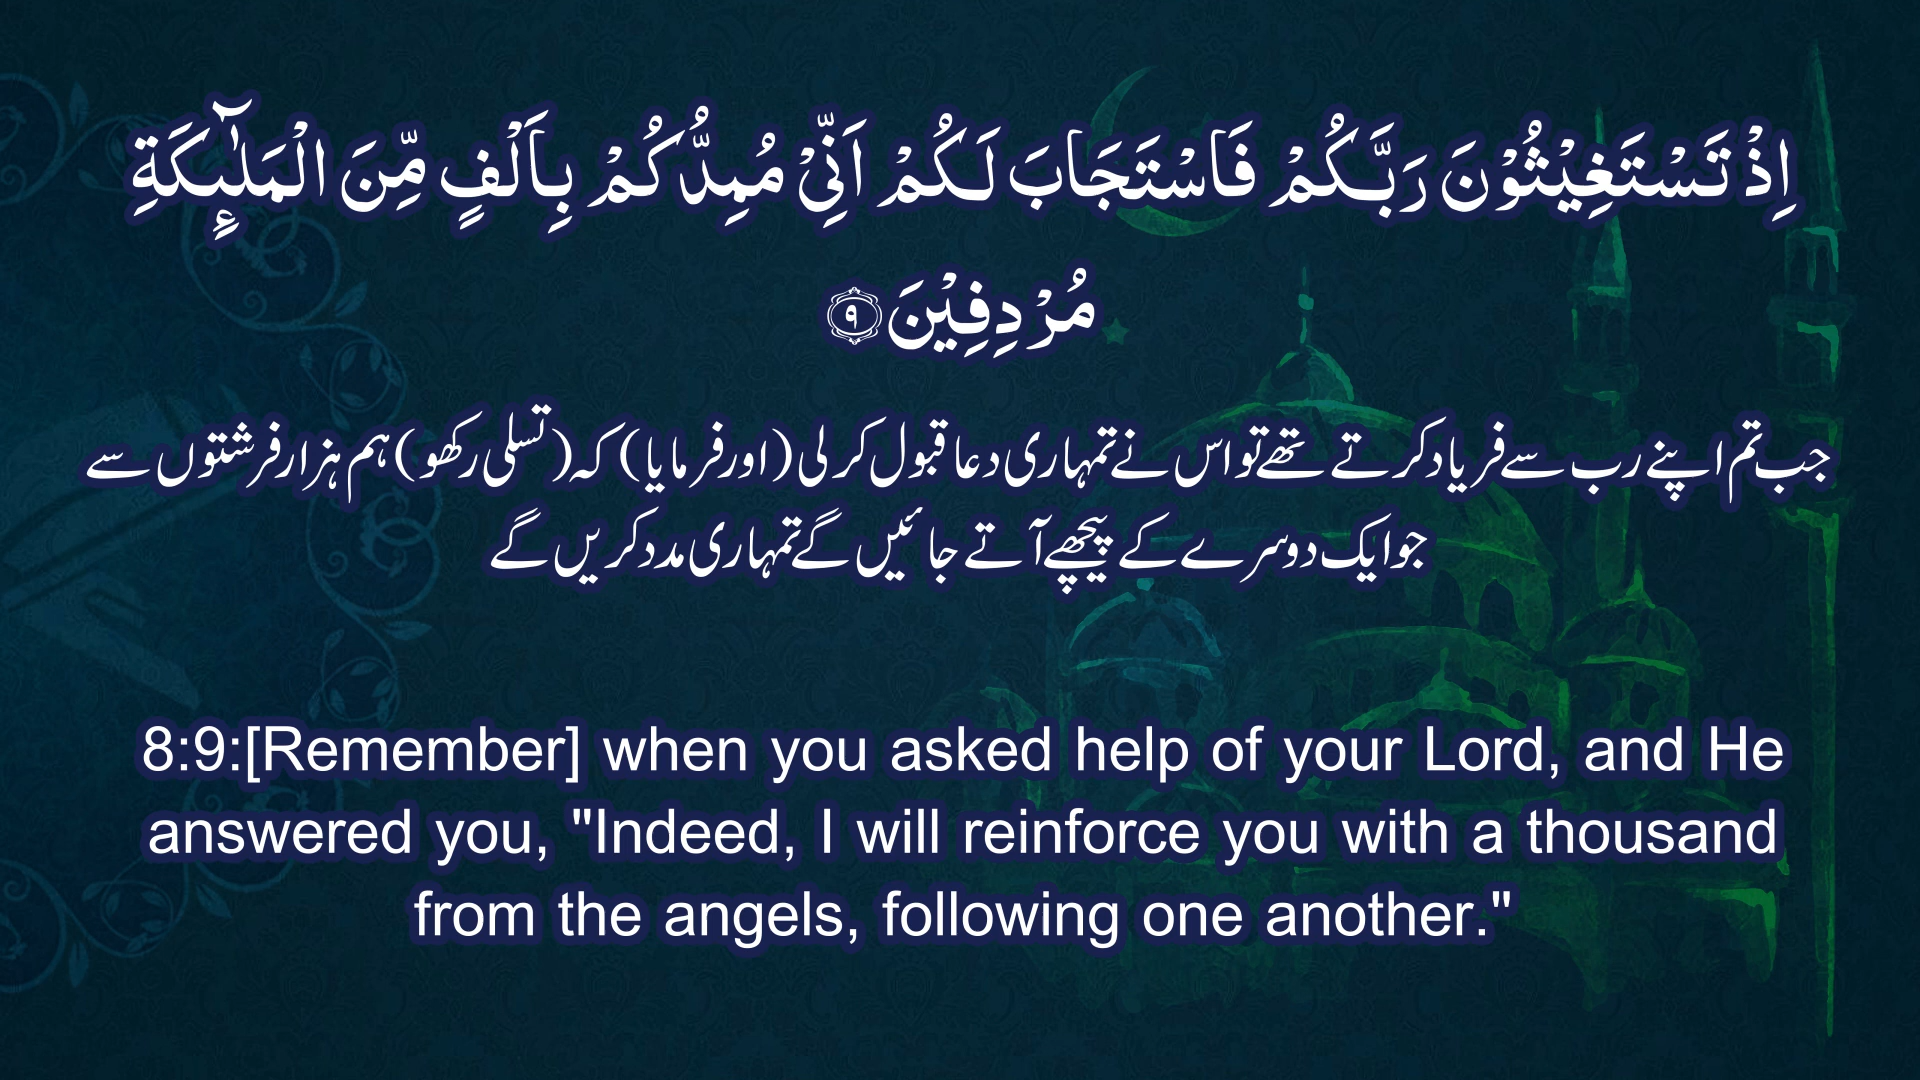 اِذْ تَسْتَغِيْثُوْنَ رَبَّكُمْ فَاسْتَجَابَ لَكُمْ اَنِّيْ مُمِدُّكُمْ بِاَلْفٍ مِّنَ الْمَلٰٓىِٕكَةِ
مُرْدِفِيْنَ ۹
جب تم اپنے رب سے فریاد کرتے تھے تو اس نے تمہاری دعا قبول کر لی (اور فرمایا) کہ (تسلی رکھو) ہم ہزار فرشتوں سے
جو ایک دوسرے کے پیچھے آتے جائیں گے تمہاری مدد کریں گے
8:9:[Remember] when you asked help of your Lord, and He
answered you, "Indeed, I will reinforce you with a thousand
from the angels, following one another."